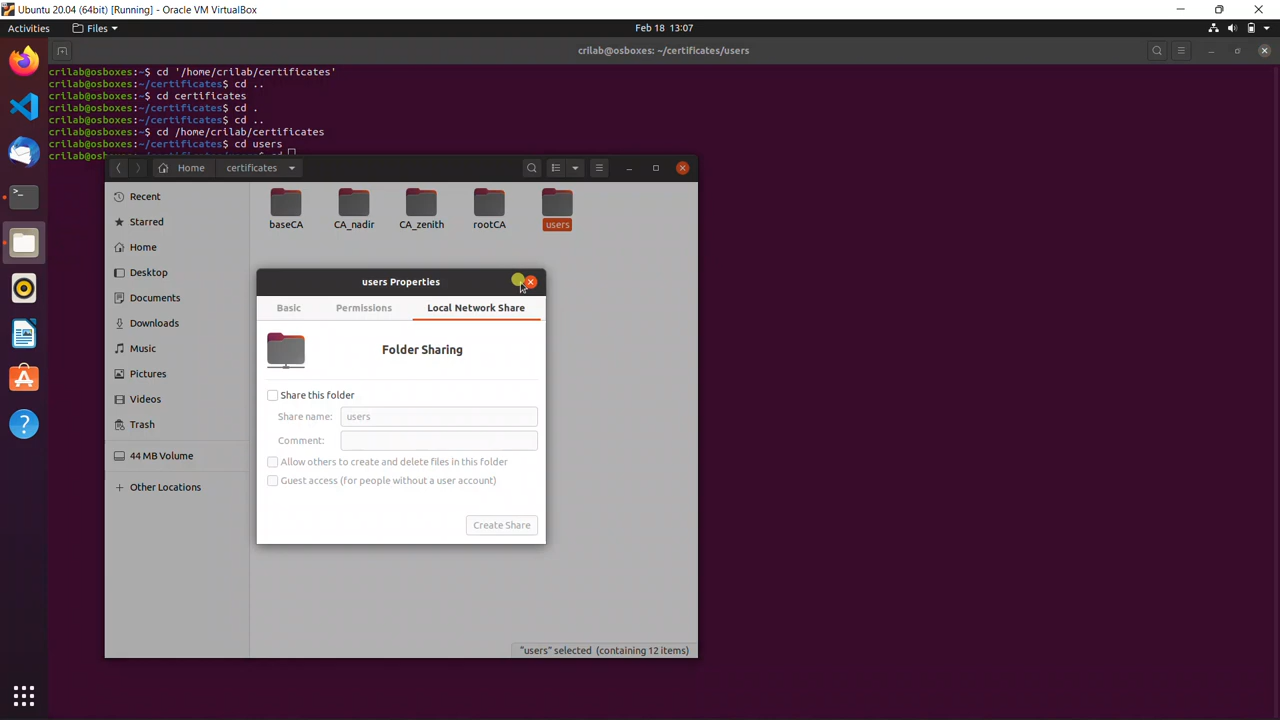 Ubuntu 20.04 (64bit) [Running] - Oracle VM VirtualBox
Activities
Files
Feb 18 13:07
crilab@osboxes: ~/certificates/users
crilab@osboxes:~$ cd '/home/crilab/certificates'
crilab@osboxes:~/certificates$ cd ..
crilab@osboxes:~$ cd certificates
crilab@osboxes:~/certificates$ cd .
crilab@osboxes:~/certificates$ cd ..
crilab@osboxes:~$ cd /home/crilab/certificates
crilab@osboxes:~/certificates$ cd users
Home
certificates
Recent
Starred
Home
Desktop
Documents
Downloads
Music
Pictures
Videos
Trash
44 MB Volume
Other Locations
baseCA
CA_nadir
CA_zenith
rootCA
users
users Properties
Basic
Permissions
Local Network Share
Folder Sharing
Share this folder
Share name: users
Comment:
Allow others to create and delete files in this folder
Guest access (for people without a user account)
Create Share
"users" selected (containing 12 items)